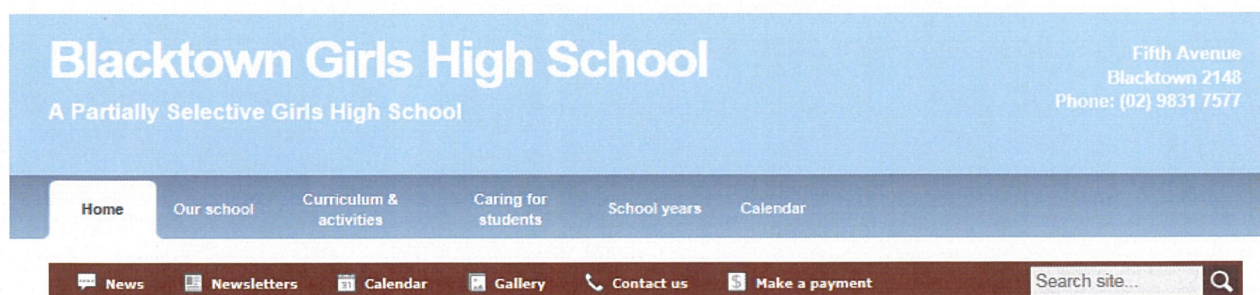 Blacktown Girls High School
A Partially Selective Girls High School
Fifth Avenue
Blacktown 2148
Phone: (02) 9831 7577
Home
Our school
Curriculum &
activities
Caring for
students
School years
Calendar
News
Newsletters
Calendar
Gallery
Contact us
Make a payment
Search site...